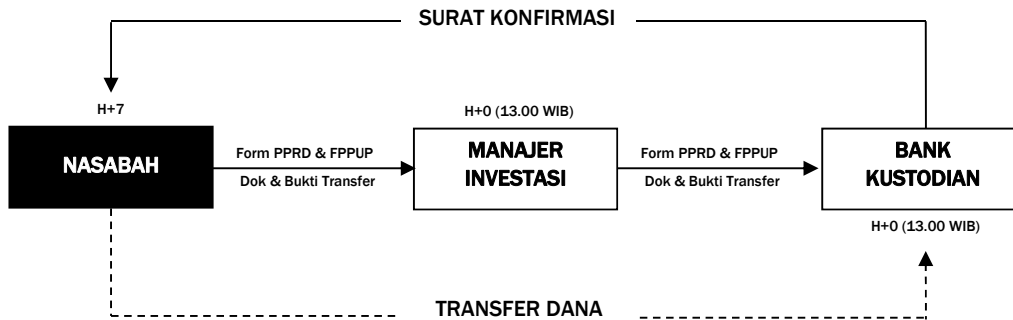 SURAT KONFIRMASI
H+7
H+0 (13.00 WIB)
NASABAH
Form PPRD & FPPUP
Dok & Bukti Transfer
MANAJER
INVESTASI
Form PPRD & FPPUP
Dok & Bukti Transfer
BANK
KUSTODIAN
H+0 (13.00 WIB)
TRANSFER DANA